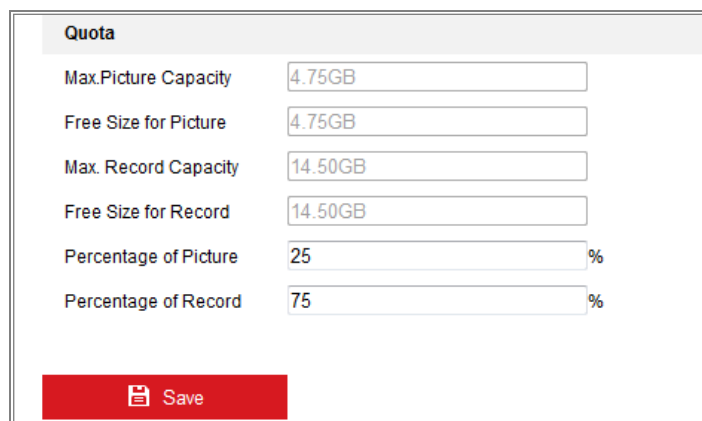 Quota
Max.Picture Capacity 4.75GB
Free Size for Picture 4.75GB
Max. Record Capacity 14.50GB
Free Size for Record 14.50GB
Percentage of Picture 25 %
Percentage of Record 75 %
Save